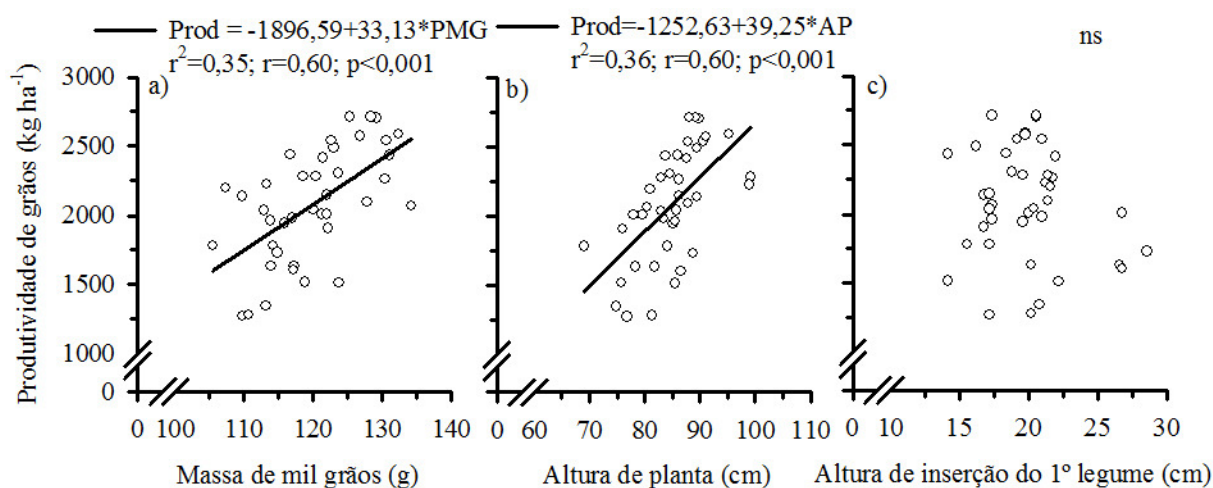 Prod = -1896,59+33,13*PMG
r²=0,35; r=0,60; p<0,001
Prod=-1252,63+39,25*AP
r²=0,36; r=0,60; p<0,001
ns
Produtividade de grãos (kg ha⁻¹)
3000
2500
2000
1500
1000
0
a)
b)
c)
0 100 110 120 130 140
0 60 70 80 90 100 110
0 10 20 30
Massa de mil grãos (g)
Altura de planta (cm)
Altura de inserção do 1º legume (cm)